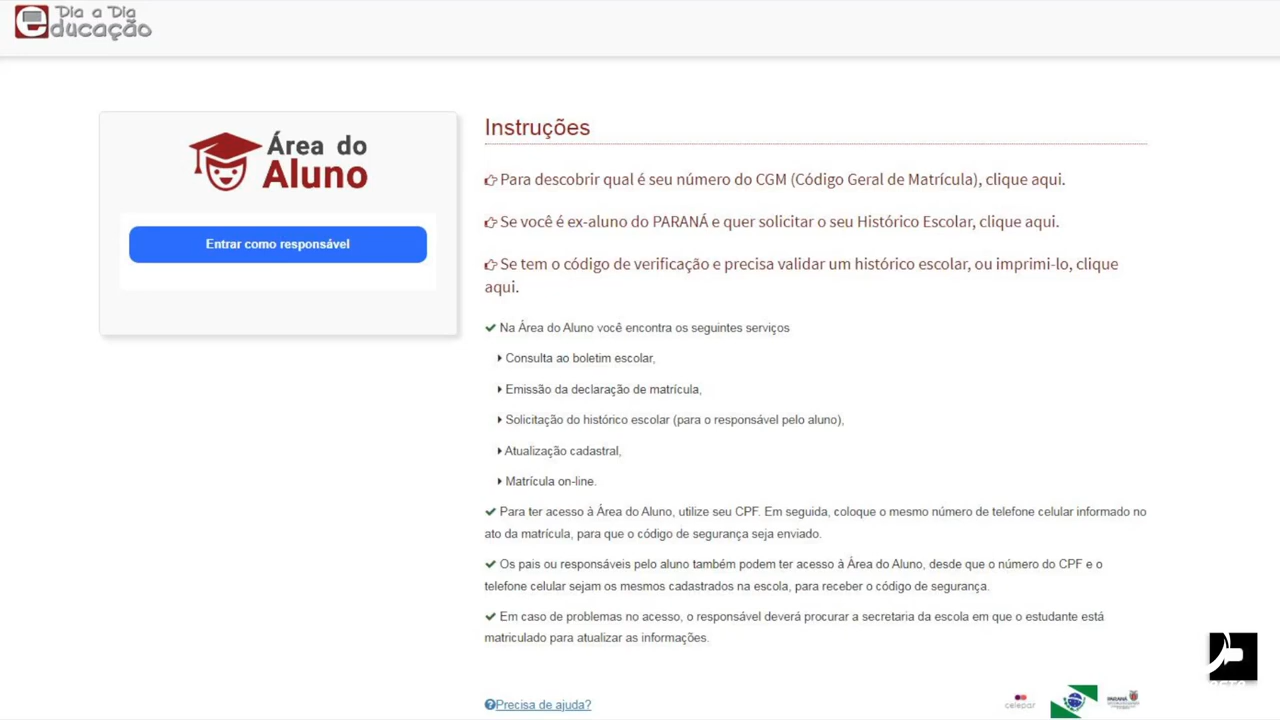 Dia a Dia
educação
Área do
Aluno
Entrar como responsável
Instruções
Para descobrir qual é seu número do CGM (Código Geral de Matrícula), clique aqui.
Se você é ex-aluno do PARANÁ e quer solicitar o seu Histórico Escolar, clique aqui.
Se tem o código de verificação e precisa validar um histórico escolar, ou imprimi-lo, clique
aqui.
Na Área do Aluno você encontra os seguintes serviços
Consulta ao boletim escolar,
Emissão da declaração de matrícula,
Solicitação do histórico escolar (para o responsável pelo aluno),
Atualização cadastral,
Matrícula on-line.
Para ter acesso à Área do Aluno, utilize seu CPF. Em seguida, coloque o mesmo número de telefone celular informado no
ato da matrícula, para que o código de segurança seja enviado.
Os pais ou responsáveis pelo aluno também podem ter acesso à Área do Aluno, desde que o número do CPF e o
telefone celular sejam os mesmos cadastrados na escola, para receber o código de segurança.
Em caso de problemas no acesso, o responsável deverá procurar a secretaria da escola em que o estudante está
matriculado para atualizar as informações.
Precisa de ajuda?
celepar
PARANÁ